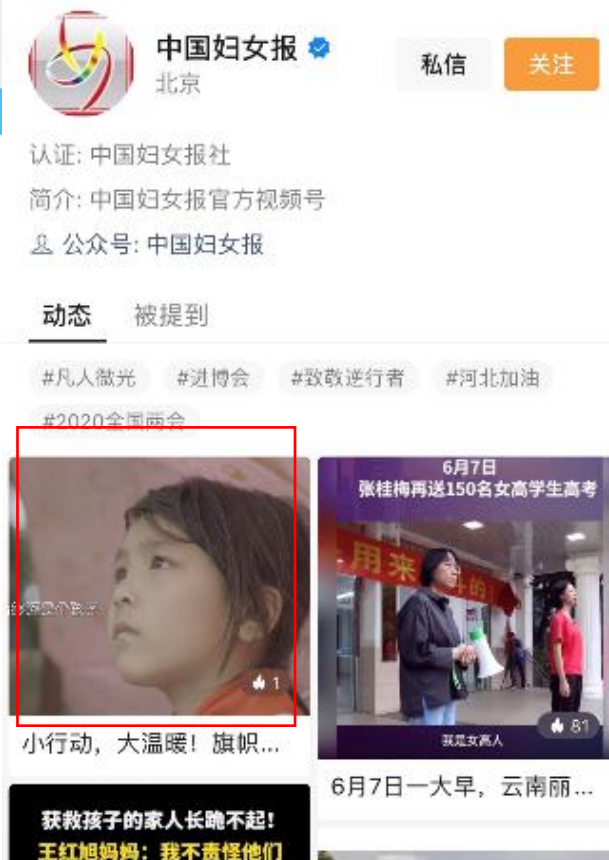 中国妇女报
北京
私信
关注
认证: 中国妇女报社
简介: 中国妇女报官方视频号
公众号: 中国妇女报
动态 被提到
#凡人微光 #进博会 #致敬逆行者 #河北加油
#2020全国两会
1
小行动，大温暖！旗帜...
6月7日
张桂梅再送150名女高学生高考
用来
的
我是女高人
81
6月7日一大早，云南丽...
获救孩子的家人长跪不起！
王红旭妈妈：我不责怪他们